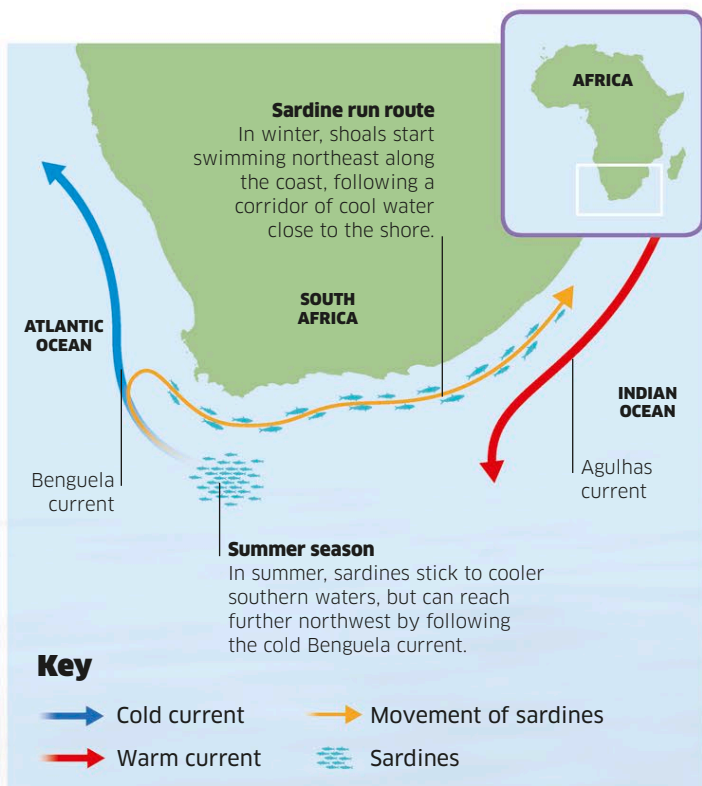 AFRICA
Sardine run route
In winter, shoals start
swimming northeast along
the coast, following a
corridor of cool water
close to the shore.
SOUTH
AFRICA
ATLANTIC
OCEAN
INDIAN
OCEAN
Benguela
current
Agulhas
current
Summer season
In summer, sardines stick to cooler
southern waters, but can reach
further northwest by following
the cold Benguela current.
Key
Cold current
Movement of sardines
Warm current
Sardines